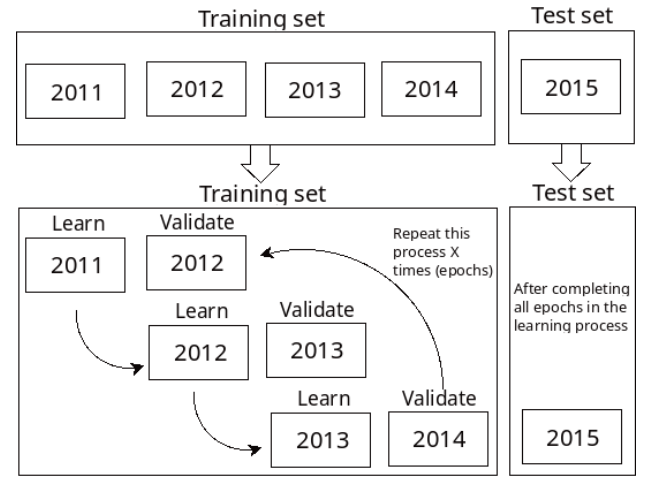 Training set
Test set
2011
2012
2013
2014
2015
Training set
Test set
Learn
Validate
2011
2012
Repeat this
process X
times (epochs)
Learn
Validate
2012
2013
Learn
Validate
2013
2014
After completing
all epochs in the
learning process
2015